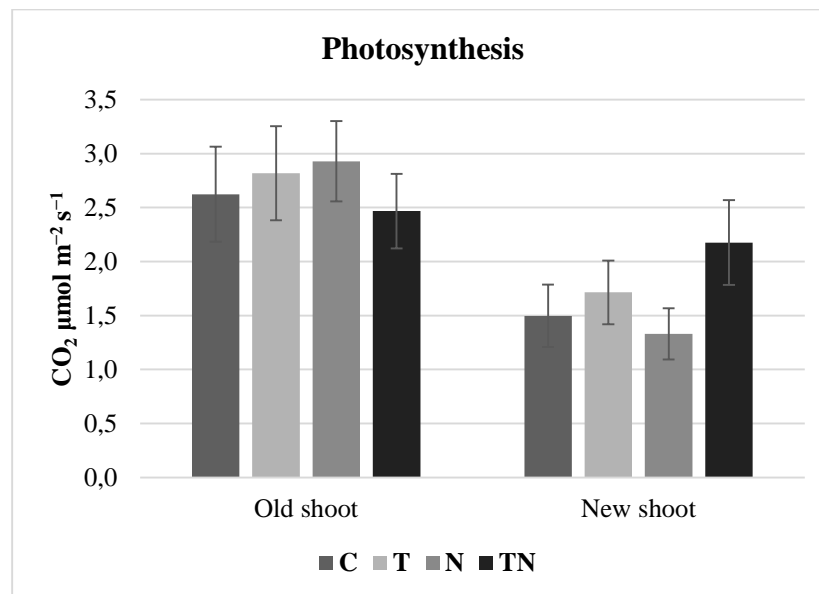 Photosynthesis
CO₂ µmol m⁻² s⁻¹
3,5
3,0
2,5
2,0
1,5
1,0
0,5
0,0
Old shoot New shoot
C T N TN